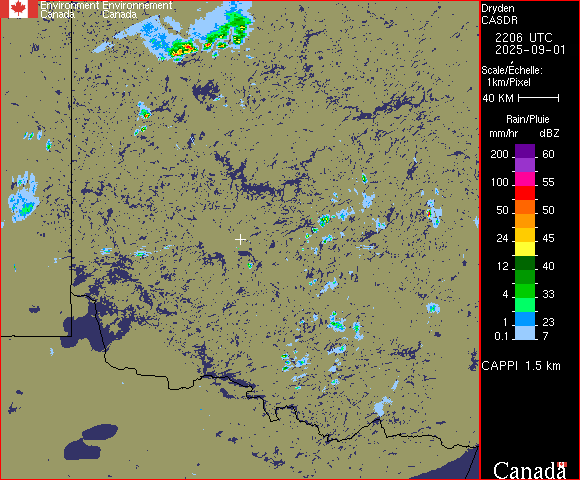 Environment Environnement
Canada Canada
Dryden
CASDR
2206 UTC
2025-09-01
Scale/Échelle:
1km/Pixel
40 KM
Rain/Pluie
mm/hr dBZ
200 60
100 55
50 50
24 45
12 40
4 33
1 23
0.1 7
CAPPI 1.5 km
Canada